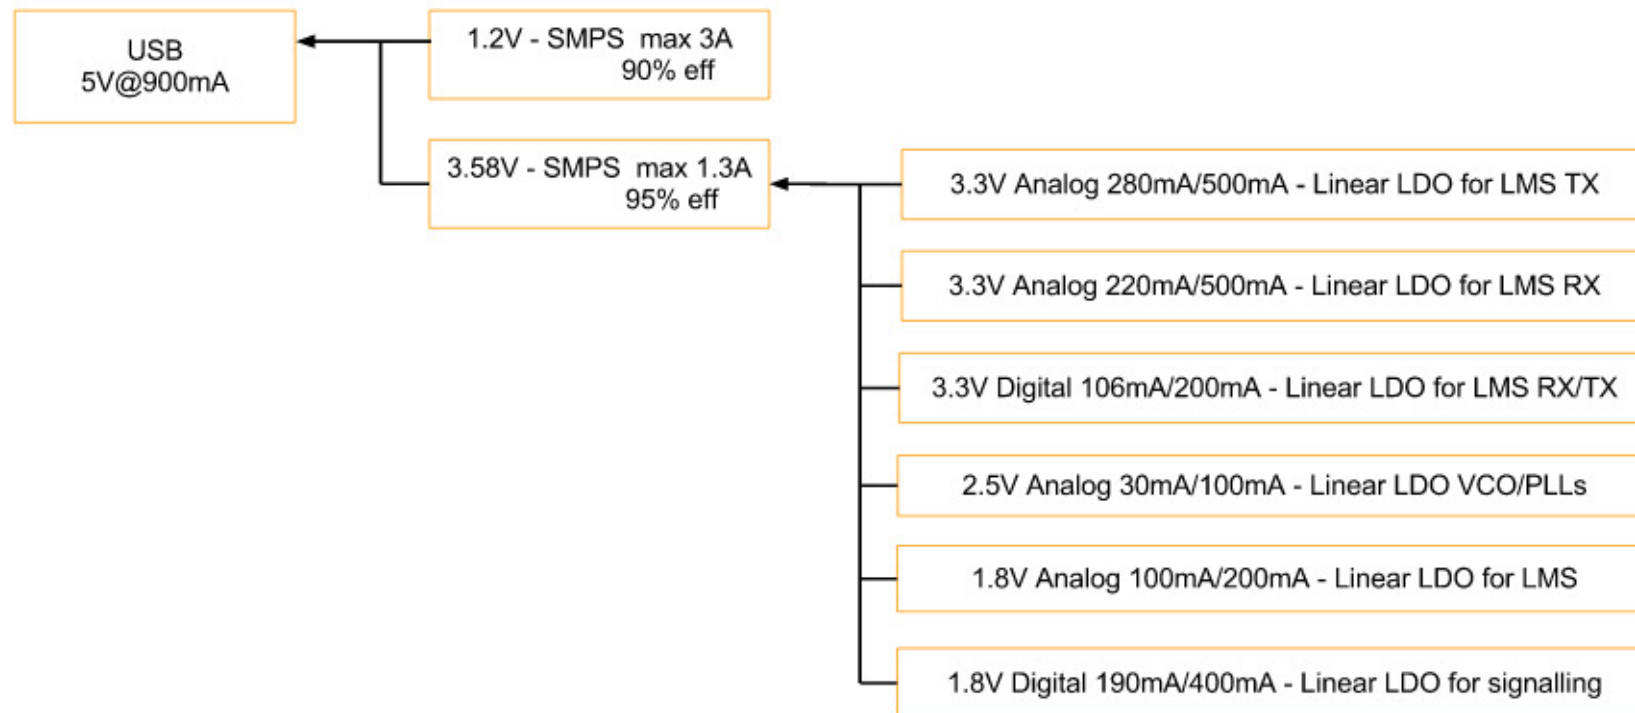 USB
5V@900mA
1.2V - SMPS max 3A
90% eff
3.58V - SMPS max 1.3A
95% eff
3.3V Analog 280mA/500mA - Linear LDO for LMS TX
3.3V Analog 220mA/500mA - Linear LDO for LMS RX
3.3V Digital 106mA/200mA - Linear LDO for LMS RX/TX
2.5V Analog 30mA/100mA - Linear LDO VCO/PLLs
1.8V Analog 100mA/200mA - Linear LDO for LMS
1.8V Digital 190mA/400mA - Linear LDO for signalling